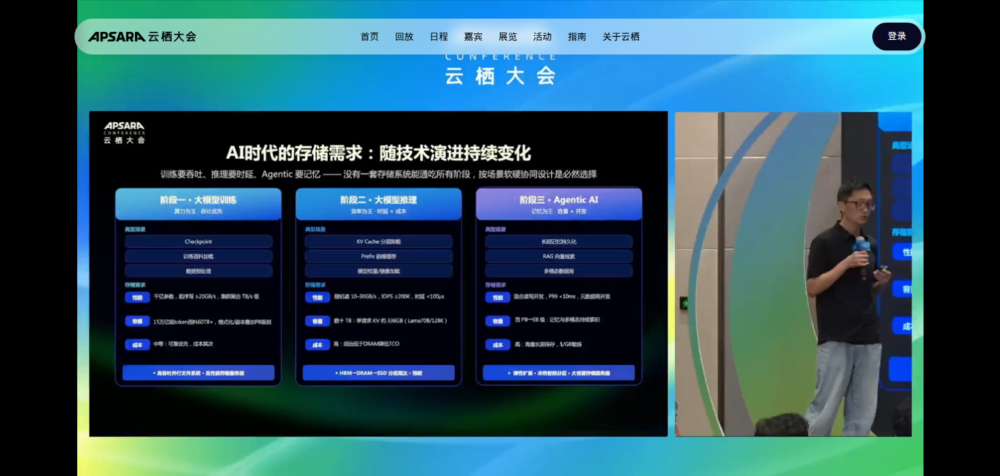 APSARA 云栖大会
首页 回放 日程 嘉宾 展览 活动 指南 关于云栖
登录
CONFERENCE
云栖大会
APSARA
CONFERENCE
云栖大会
AI时代的存储需求：随技术演进持续变化
训练要吞吐、推理要时延、Agentic 要记忆 —— 没有一套存储系统能通吃所有阶段，按场景软硬协同设计是必然选择
阶段一·大模型训练
算力为王·吞吐优先
典型场景
Checkpoint
训练语料加载
数据预处理
存储需求
性能 千亿参数，顺序写 ≥20GB/s，集群聚合 TB/s 级
容量 15万亿级token语料60TB+，格式化/副本叠加PB级别
成本 中等：可靠优先，成本其次
• 高吞吐并行文件系统·高性能存储服务器
阶段二·大模型推理
效率为王·时延 × 成本
典型场景
KV Cache 分层卸载
Prefix 前缀缓存
模型权重/镜像加载
存储需求
性能 随机读 10-30GB/s，IOPS ≥200K，时延 <100μs
容量 数十 TB：单请求 KV 约 336GB（Lama70B/128K）
成本 高：须远低于DRAM降低TCO
• HBM→DRAM→SSD 分层淘汰·预取
阶段三·Agentic AI
记忆为王·容量 × 并发
典型场景
长期记忆持久化
RAG 向量检索
多模态数据湖
存储需求
性能 混合读写并发，P99 <10ms，元数据高并发
容量 百 PB→EB 级：记忆与多模态持续累积
成本 高：海量长期保存，$/GB敏感
• 弹性扩展·冷热智能分层·大容量存储服务器
典型场
存储需
性
容
成